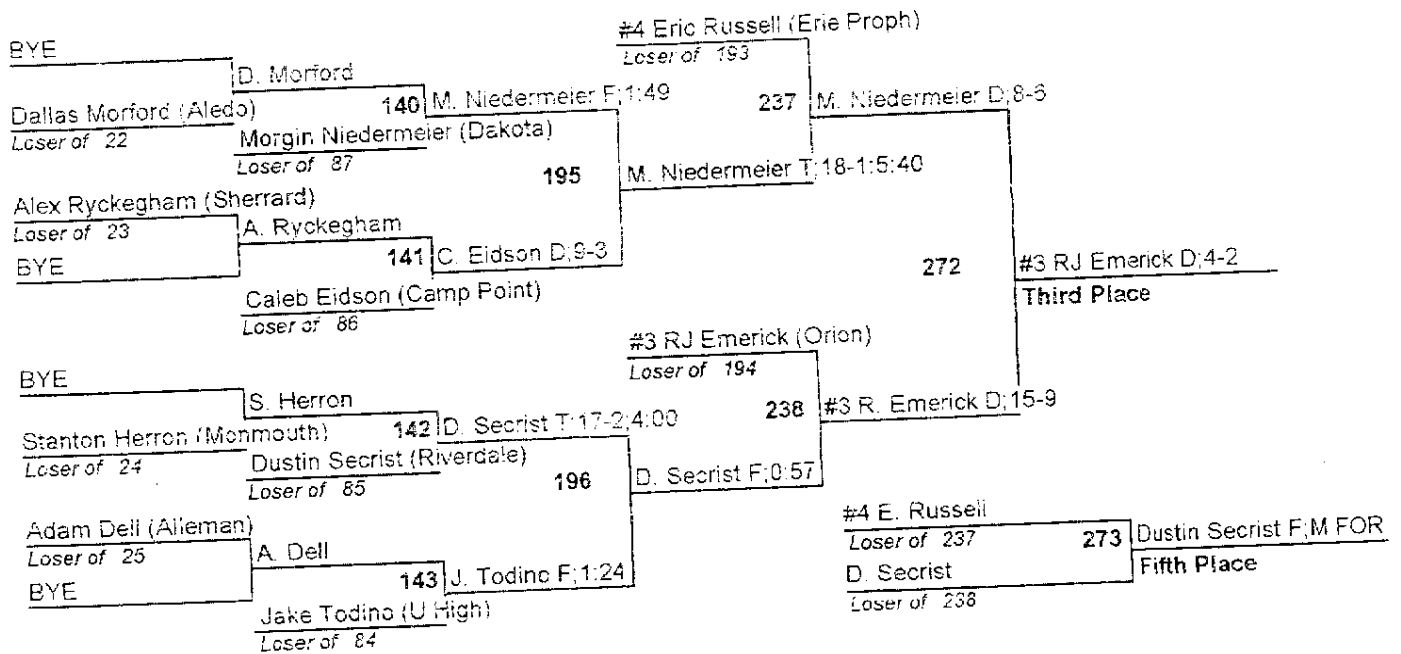 #4 Eric Russell (Erie Proph)
Loser of 193
BYE
D. Morford
Dallas Morford (Aledo)
Loser of 22
140 M. Niedermeier F;1:49
Morgin Niedermeier (Dakota)
Loser of 87
237 M. Niedermeier D;8-6
195 M. Niedermeier T;18-1:5:40
Alex Ryckegham (Sherrard)
Loser of 23
A. Ryckegham
BYE
141 C. Eidson D;9-3
Caleb Eidson (Camp Point)
Loser of 86
272 #3 RJ Emerick D;4-2
Third Place
#3 RJ Emerick (Orion)
Loser of 194
BYE
S. Herron
Stanton Herron (Monmouth)
Loser of 24
142 D. Secrist T:17-2;4:00
Dustin Secrist (Riverdale)
Loser of 85
238 #3 R. Emerick D;15-9
196 D. Secrist F;0:57
Adam Dell (Alleman)
Loser of 25
A. Dell
BYE
143 J. Todino F;1:24
Jake Todino (U High)
Loser of 84
#4 E. Russell
Loser of 237
273 Dustin Secrist F;M FOR
Fifth Place
D. Secrist
Loser of 238